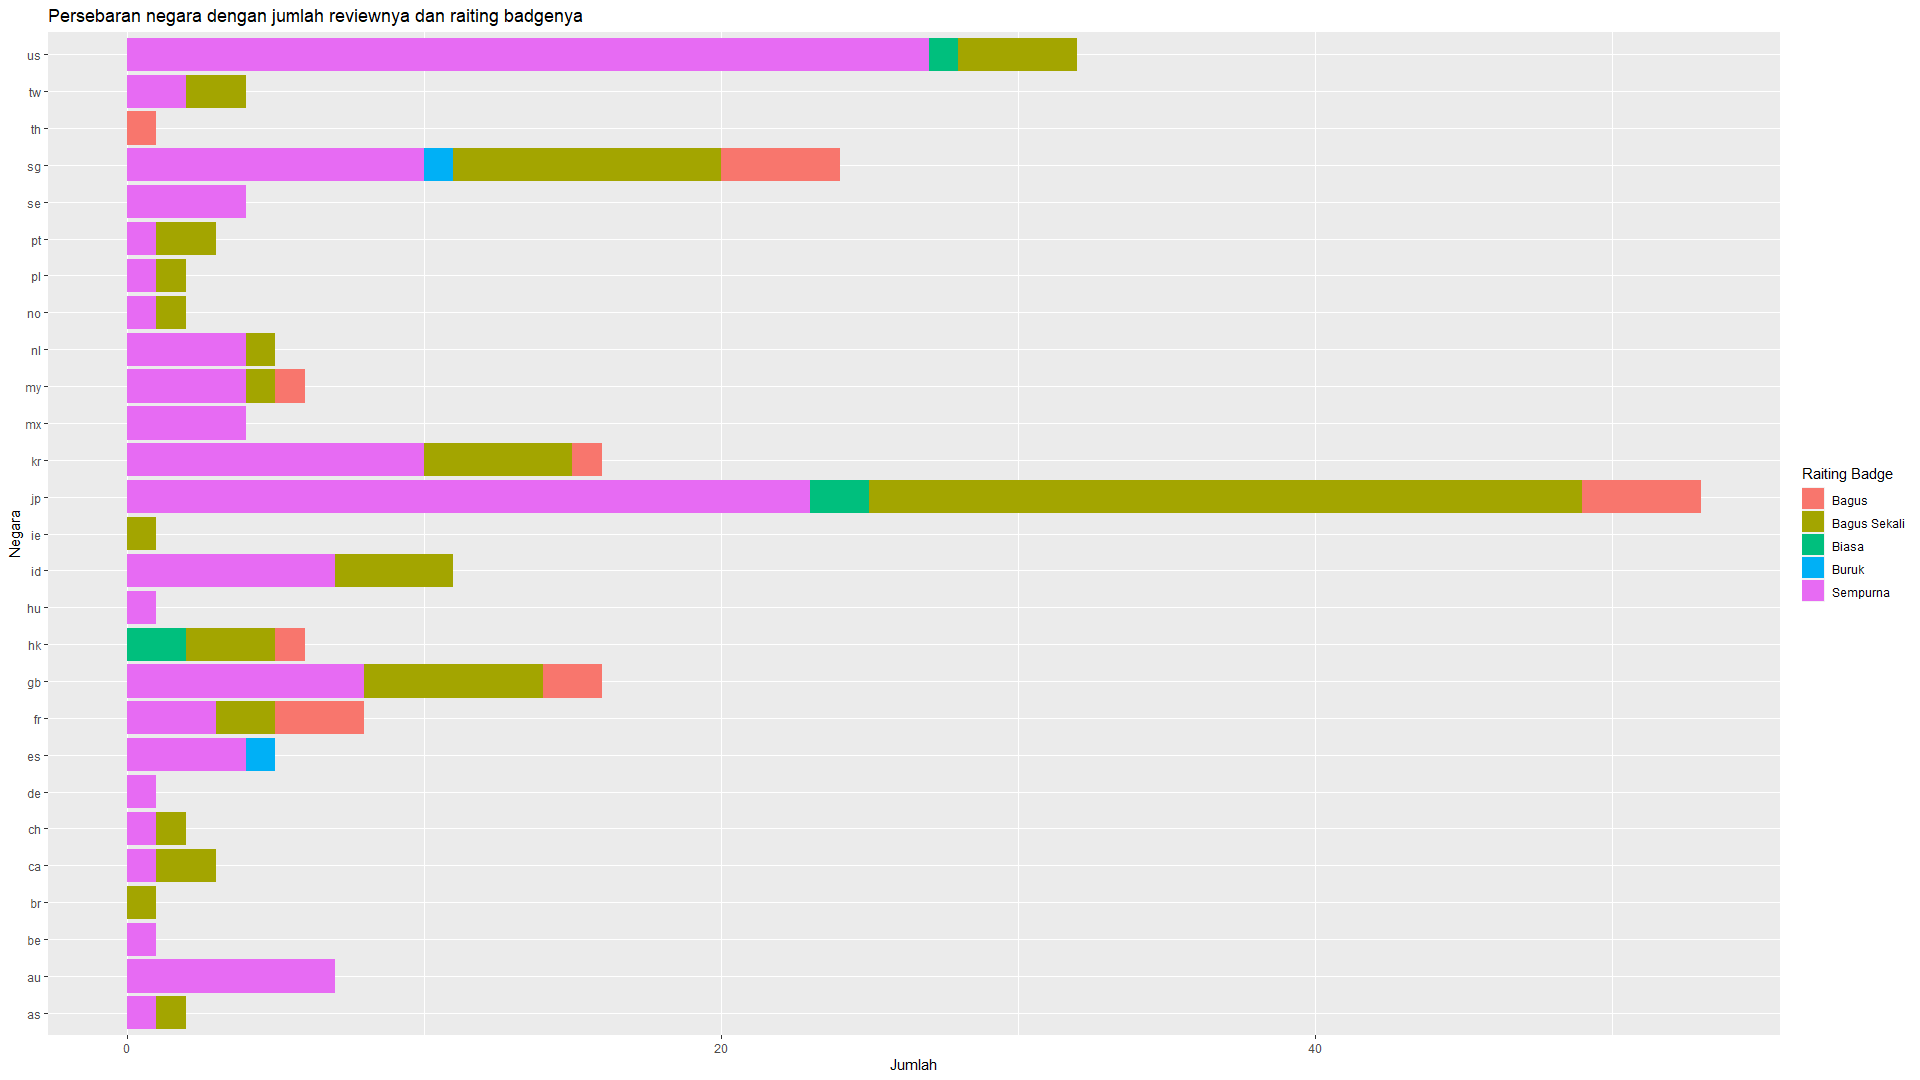 Persebaran negara dengan jumlah reviewnya dan raiting badgenya
us
tw
th
sg
se
pt
pl
no
nl
my
mx
kr
jp
ie
id
hu
hk
gb
fr
es
de
ch
ca
br
be
au
as
Negara
0
20
40
Jumlah
Raiting Badge
Bagus
Bagus Sekali
Biasa
Buruk
Sempurna